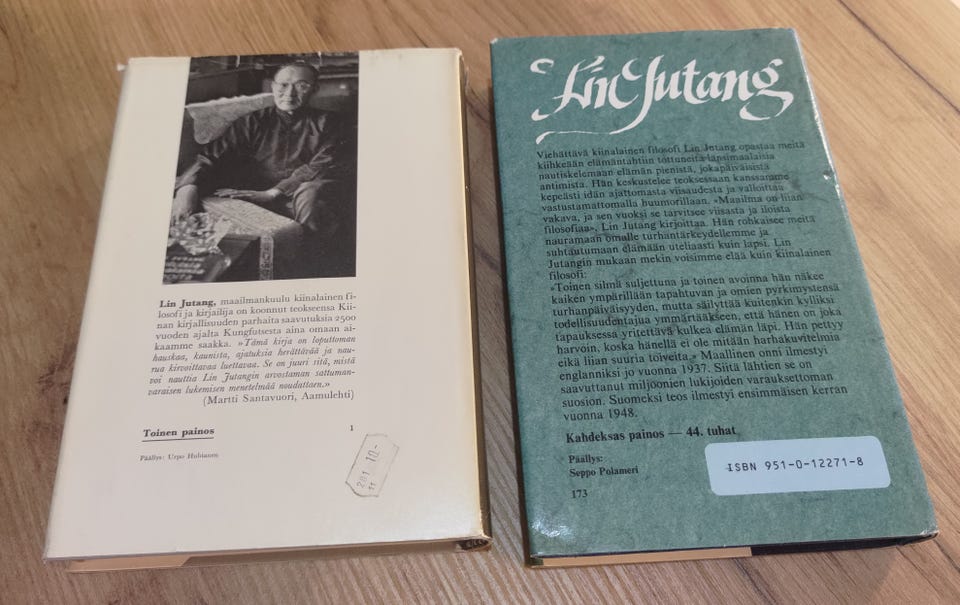 Lin Jutang, maailmankuulu kiinalainen fi-
losofi ja kirjailija on koonnut teokseensa Kii-
nan kirjallisuuden parhaita saavutuksia 2500
vuoden ajalta Kungfutsesta aina omaan ai-
kaamme saakka. »Tämä kirja on loputtoman
hauskaa, kaunista, ajatuksia herättävää ja nau-
rua kirvoittavaa luettavaa. Se on juuri sitä, mistä
voi nauttia Lin Jutangin arvostaman sattuman-
varaisen lukemisen menetelmää noudattaen.»
(Martti Santavuori, Aamulehti)
Toinen painos
1
Päällys: Urpo Huhtanen
281 10,-
11
Lin Jutang
Viehättävä kiinalainen filosofi Lin Jutang opastaa meitä
kiihkeään elämäntahtiin tottuneita länsimaalaisia
nautiskelemaan elämän pienistä, jokapäiväisistä
antimista. Hän keskustelee teoksessaan kanssamme
kepeästi idän ajattomasta viisaudesta ja valloittaa
vastustamattomalla huumorillaan. »Maailma on liian
vakava, ja sen vuoksi se tarvitsee viisasta ja iloista
filosofiaa», Lin Jutang kirjoittaa. Hän rohkaisee meitä
nauramaan omalle turhantärkeydellemme ja
suhtautumaan elämään uteliaasti kuin lapsi. Lin
Jutangin mukaan mekin voisimme elää kuin kiinalainen
filosofi:
»Toinen silmä suljettuna ja toinen avoinna hän näkee
kaiken ympärillään tapahtuvan ja omien pyrkimystensä
turhanpäiväisyyden, mutta säilyttää kuitenkin kylliksi
todellisuudentajua ymmärtääkseen, että hänen on joka
tapauksessa yritettävä kulkea elämän läpi. Hän pettyy
harvoin, koska hänellä ei ole mitään harhakuvitelmia
eikä liian suuria toiveita.» Maallinen onni ilmestyi
englanniksi jo vuonna 1937. Siitä lähtien se on
saavuttanut miljoonien lukijoiden varauksettoman
suosion. Suomeksi teos ilmestyi ensimmäisen kerran
vuonna 1948.
Kahdeksas painos — 44. tuhat
Päällys:
Seppo Polameri
173
ISBN 951-0-12271-8